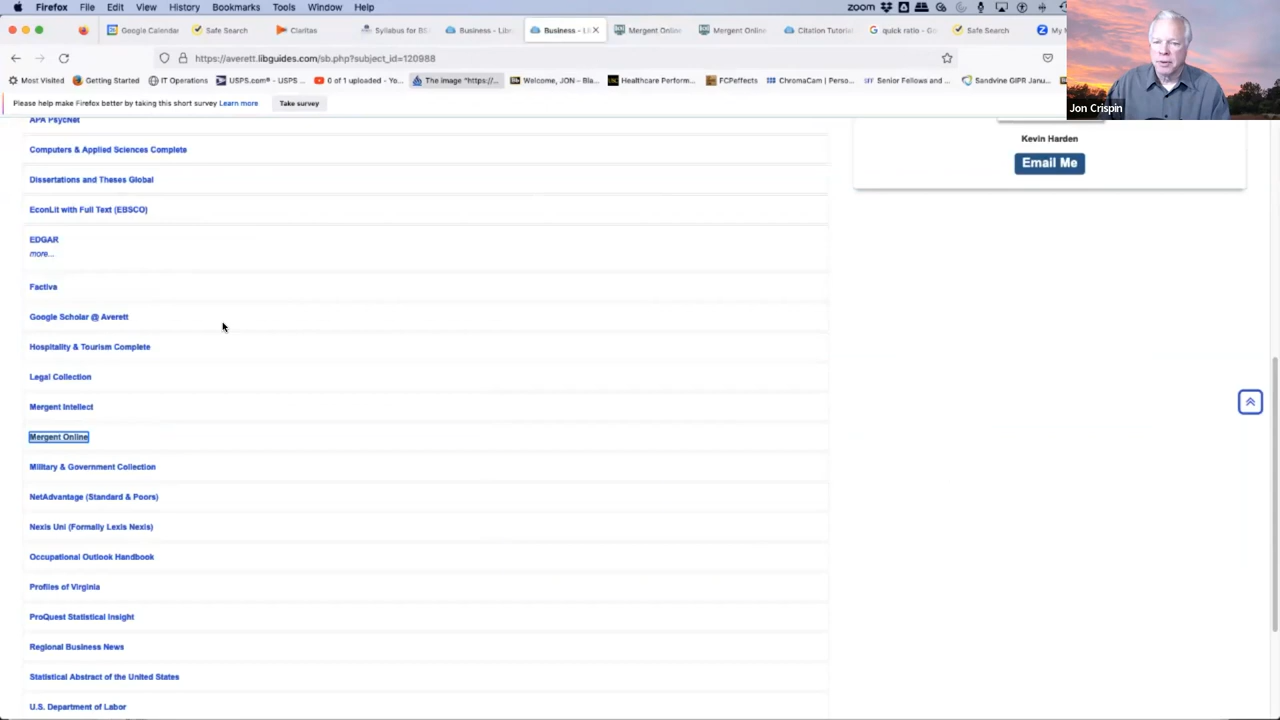 Firefox File Edit View History Bookmarks Tools Window Help zoom
Google Calendar Safe Search Claritas Syllabus for BS Business - Libr Business - Li Mergent Online Mergent Online Citation Tutorial quick ratio - Go Safe Search My
https://averett.libguides.com/sb.php?subject_id=120988
Most Visited Getting Started IT Operations USPS.com® - USPS ... 0 of 1 uploaded - Yo... The image "https:/... Welcome, JON – Bla... Healthcare Perform... FCPeffects ChromaCam | Perso... Senior Fellows and ... Sandvine GIPR Janu...
Please help make Firefox better by taking this short survey Learn more Take survey
Jon Crispin
APA PsycNet
Kevin Harden
Email Me
Computers & Applied Sciences Complete
Dissertations and Theses Global
EconLit with Full Text (EBSCO)
EDGAR
more...
Factiva
Google Scholar @ Averett
Hospitality & Tourism Complete
Legal Collection
Mergent Intellect
Mergent Online
Military & Government Collection
NetAdvantage (Standard & Poors)
Nexis Uni (Formally Lexis Nexis)
Occupational Outlook Handbook
Profiles of Virginia
ProQuest Statistical Insight
Regional Business News
Statistical Abstract of the United States
U.S. Department of Labor